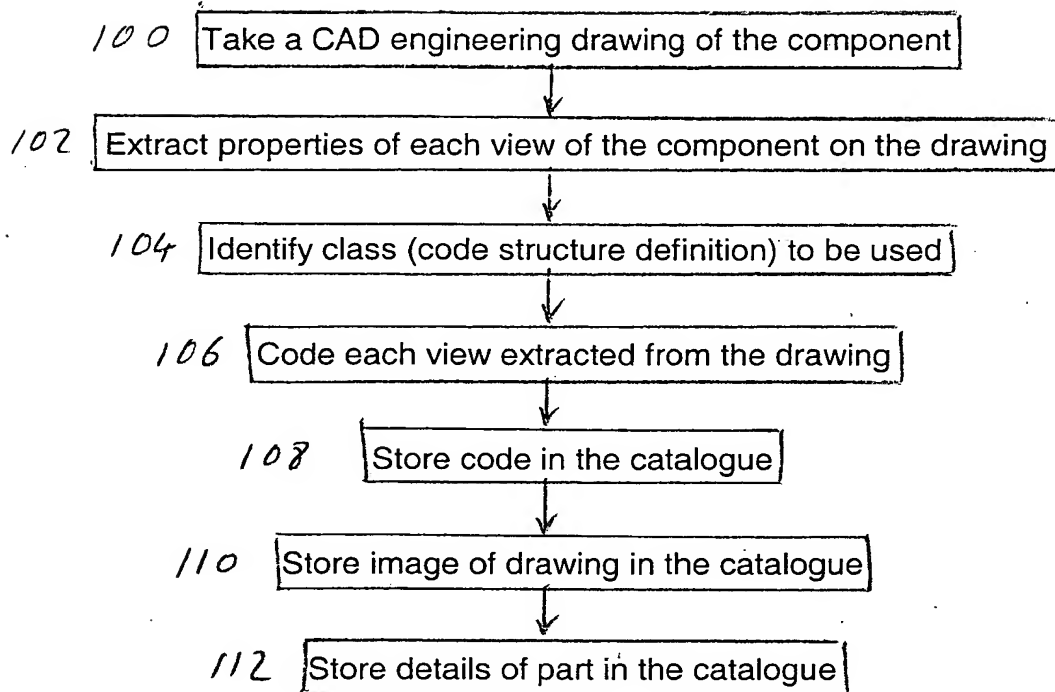 100 Take a CAD engineering drawing of the component
102 Extract properties of each view of the component on the drawing
104 Identify class (code structure definition) to be used
106 Code each view extracted from the drawing
108 Store code in the catalogue
110 Store image of drawing in the catalogue
112 Store details of part in the catalogue